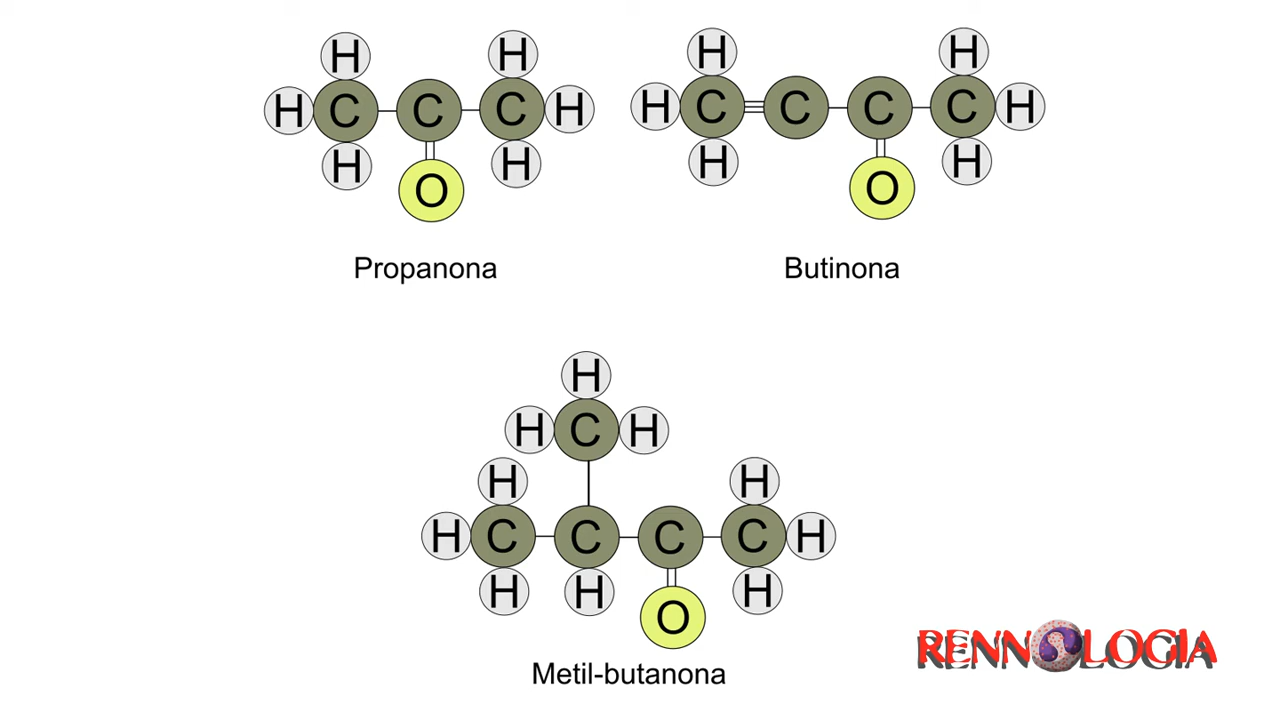 H H H H
H C C C H H C C C C H
H H H H
O O
Propanona Butinona
H
H C H
H H
H C C C C H
H H H
O
Metil-butanona
RENNOLOGIA